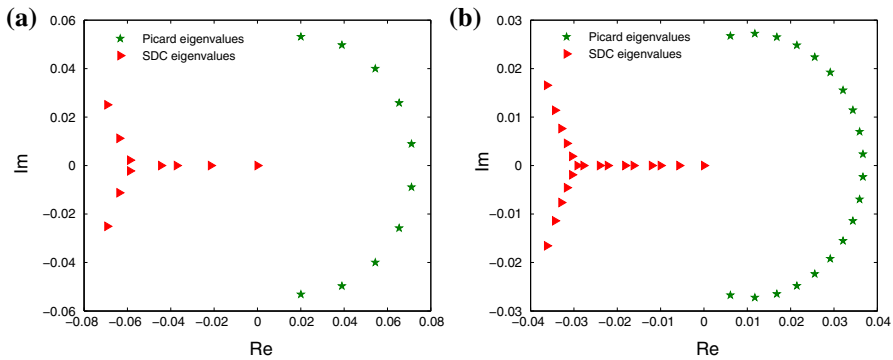 (a)
0.06
0.04
0.02
0
−0.02
−0.04
−0.06
Im
Picard eigenvalues
SDC eigenvalues
−0.08 −0.06 −0.04 −0.02 0 0.02 0.04 0.06 0.08
Re
(b)
0.03
0.02
0.01
0
−0.01
−0.02
−0.03
Im
Picard eigenvalues
SDC eigenvalues
−0.04 −0.03 −0.02 −0.01 0 0.01 0.02 0.03 0.04
Re